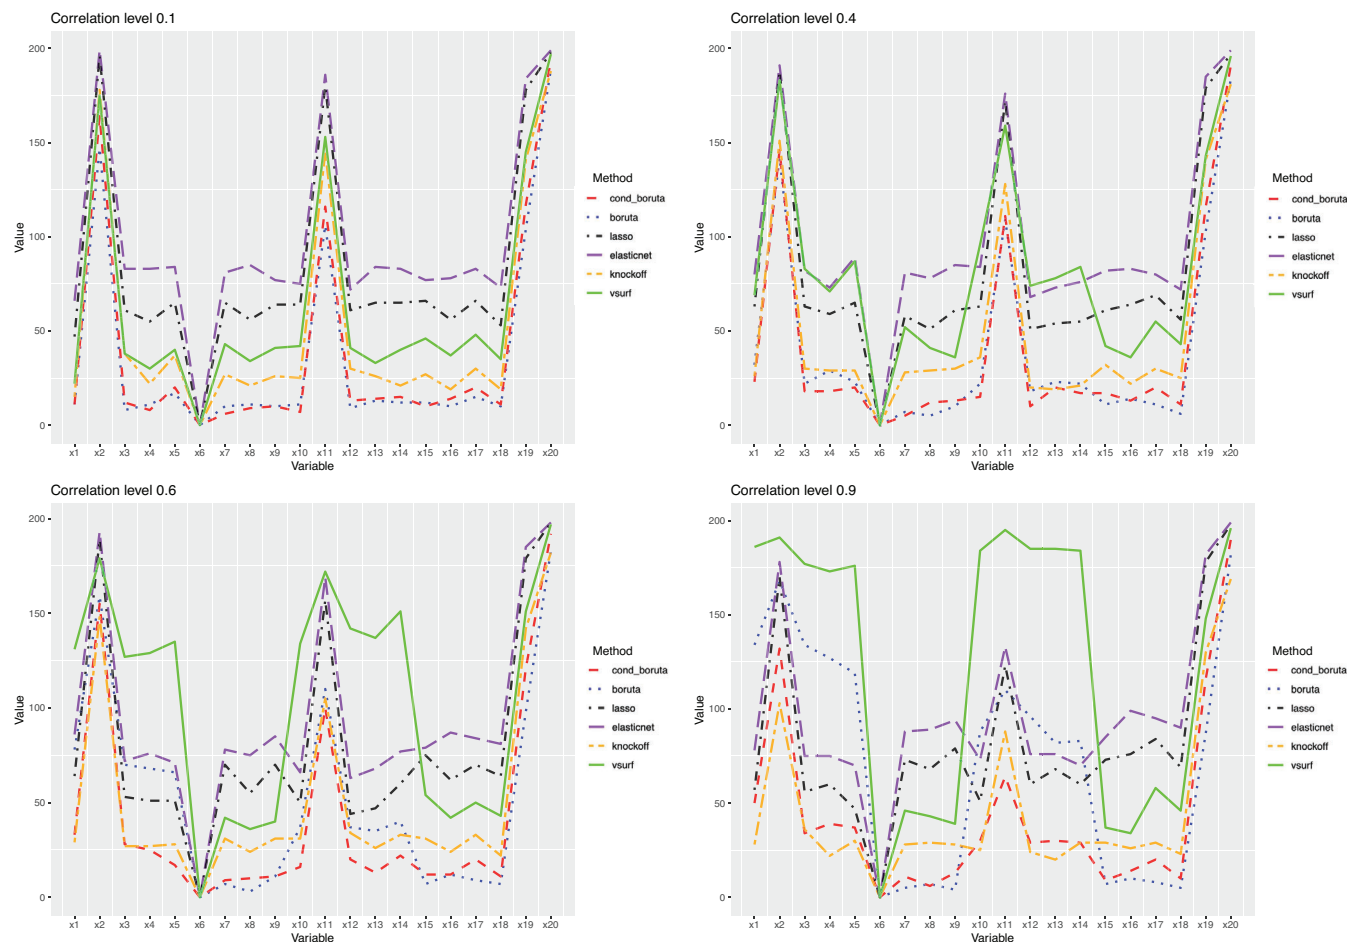 Correlation level 0.1
200
150
100
50
0
Value
x1 x2 x3 x4 x5 x6 x7 x8 x9 x10 x11 x12 x13 x14 x15 x16 x17 x18 x19 x20
Variable
Method
cond_boruta
boruta
lasso
elasticnet
knockoff
vsurf
Correlation level 0.4
200
150
100
50
0
Value
x1 x2 x3 x4 x5 x6 x7 x8 x9 x10 x11 x12 x13 x14 x15 x16 x17 x18 x19 x20
Variable
Method
cond_boruta
boruta
lasso
elasticnet
knockoff
vsurf
Correlation level 0.6
200
150
100
50
0
Value
x1 x2 x3 x4 x5 x6 x7 x8 x9 x10 x11 x12 x13 x14 x15 x16 x17 x18 x19 x20
Variable
Method
cond_boruta
boruta
lasso
elasticnet
knockoff
vsurf
Correlation level 0.9
200
150
100
50
0
Value
x1 x2 x3 x4 x5 x6 x7 x8 x9 x10 x11 x12 x13 x14 x15 x16 x17 x18 x19 x20
Variable
Method
cond_boruta
boruta
lasso
elasticnet
knockoff
vsurf